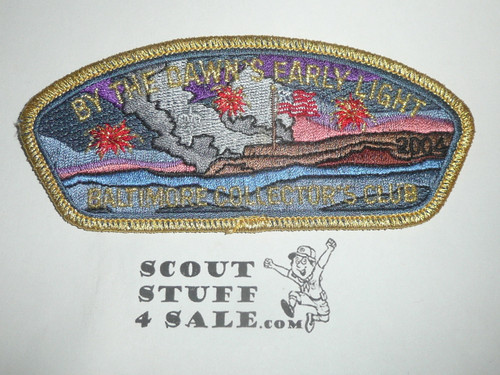 BY THE DAWN'S EARLY LIGHT
2004
BALTIMORE COLLECTOR'S CLUB
SCOUT
STUFF
4 SALE.com